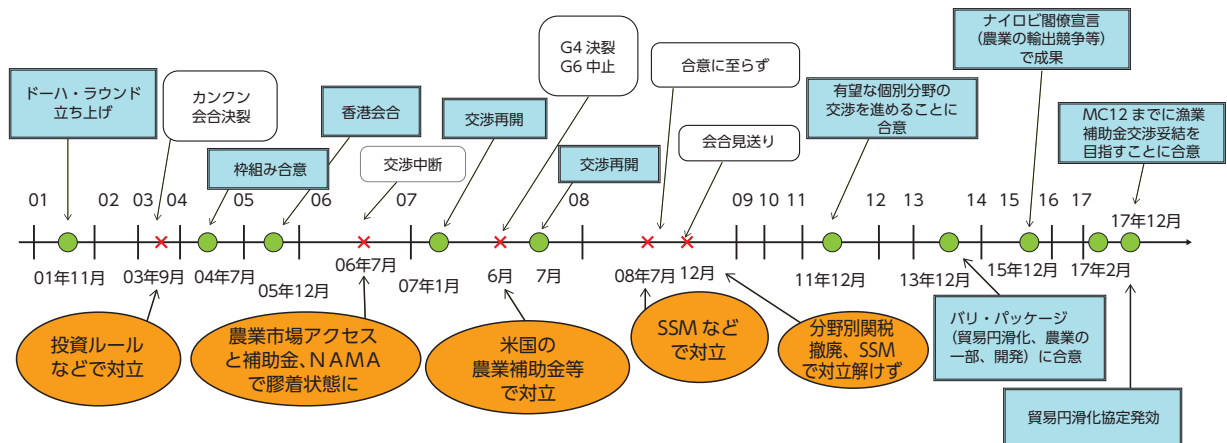 ドーハ・ラウンド
立ち上げ
カンクン
会合決裂
枠組み合意
香港会合
交渉中断
交渉再開
G4 決裂
G6 中止
交渉再開
合意に至らず
会合見送り
有望な個別分野の
交渉を進めることに
合意
ナイロビ閣僚宣言
(農業の輸出競争等)
で成果
MC12 までに漁業
補助金交渉妥結を
目指すことに合意
01
02
03
04
05
06
07
08
09
10
11
12
13
14
15
16
17
17年12月
01年11月
03年9月
04年7月
05年12月
06年7月
07年1月
6月
7月
08年7月
12月
11年12月
13年12月
15年12月
17年2月
投資ルール
などで対立
農業市場アクセス
と補助金、NAMA
で膠着状態に
米国の
農業補助金等
で対立
SSM など
で対立
分野別関税
撤廃、SSM
で対立解けず
バリ・パッケージ
(貿易円滑化、農業の
一部、開発)に合意
貿易円滑化協定発効